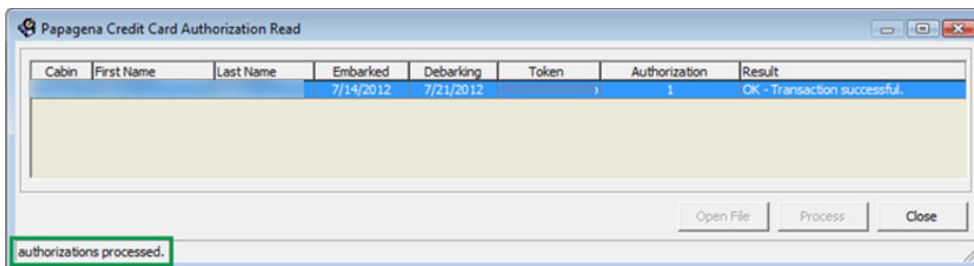 Papagena Credit Card Authorization Read
Cabin First Name Last Name Embarked Debarking Token Authorization Result
7/14/2012 7/21/2012 1 OK - Transaction successful.
Open File Process Close
authorizations processed.